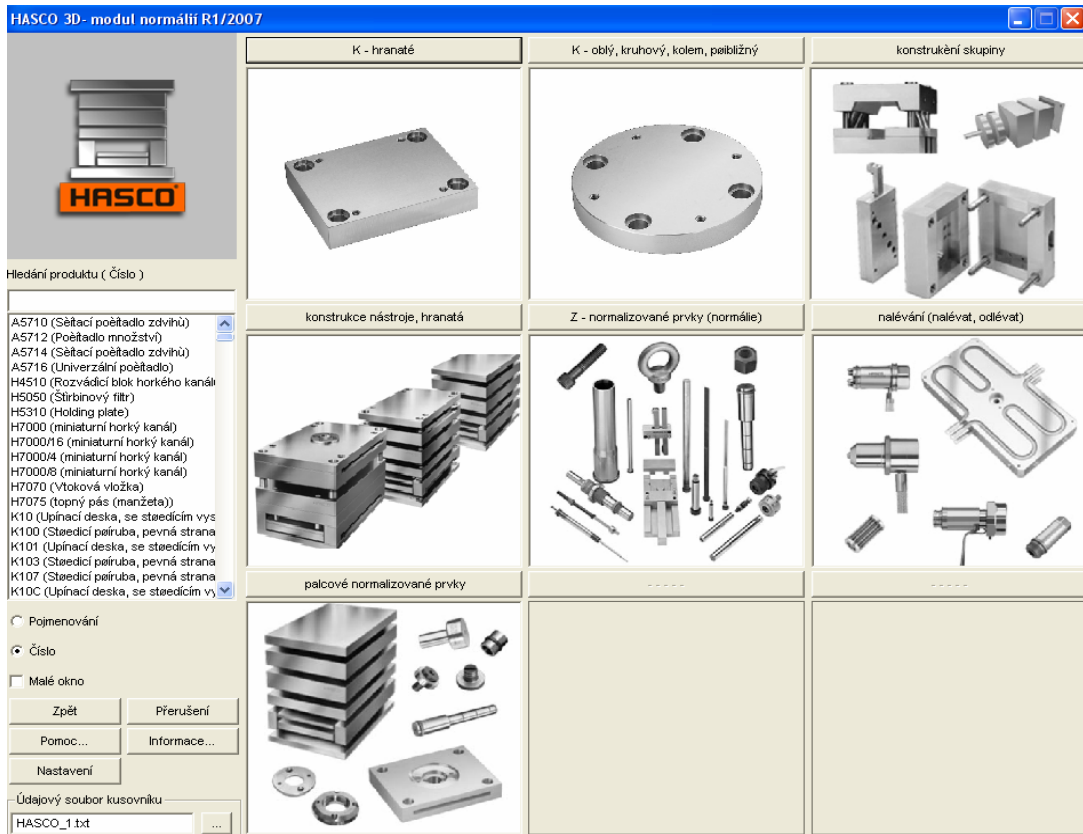 HASCO 3D- modul normálií R1/2007
HASCO®
Hledání produktu ( Číslo )
A5710 (Sèítací poèítadlo zdvihù)
A5712 (Poèítadlo množství)
A5714 (Sèítací poèítadlo zdvihù)
A5716 (Univerzální poèítadlo)
H4510 (Rozvádicí blok horkého kanálu
H5050 (Štìrbinový filtr)
H5310 (Holding plate)
H7000 (miniaturní horký kanál)
H7000/16 (miniaturní horký kanál)
H7000/4 (miniaturní horký kanál)
H7000/8 (miniaturní horký kanál)
H7070 (Vtoková vložka)
H7075 (topný pás (manžeta))
K10 (Upínací deska, se støedícím vys
K100 (Støedicí pøíruba, pevná strana
K101 (Upínací deska, se støedícím vy
K103 (Støedicí pøíruba, pevná strana
K107 (Støedicí pøíruba, pevná strana
K10C (Upínací deska, se støedícím vy
Pojmenování
Číslo
Malé okno
Zpět Přerušení
Pomoc... Informace...
Nastavení
Údajový soubor kusovníku
HASCO_1.txt ...
K - hranaté
K - oblý, kruhový, kolem, pøibližný
konstrukèní skupiny
konstrukce nástroje, hranatá
Z - normalizované prvky (normálie)
nalévání (nalévat, odlévat)
palcové normalizované prvky
- - - - -
- - - - -